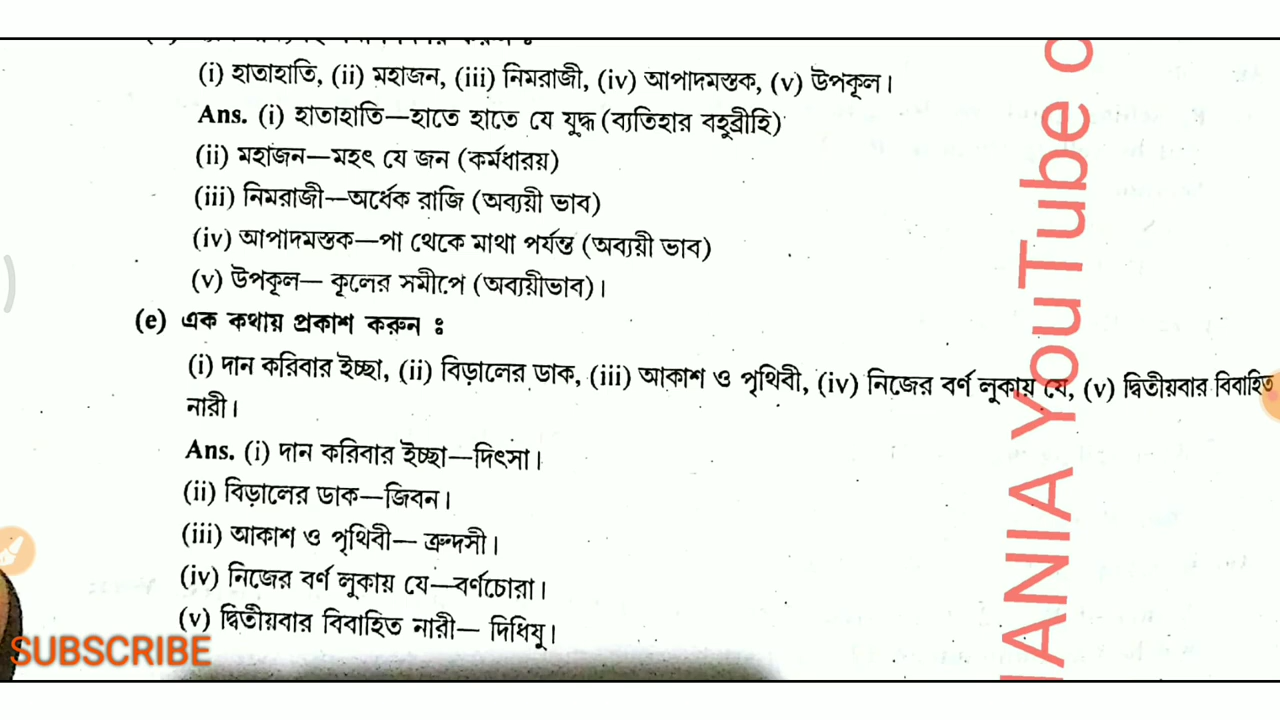 (i) হাতাহাতি, (ii) মহাজন, (iii) নিমরাজী, (iv) আপাদমস্তক, (v) উপকূল।
Ans. (i) হাতাহাতি—হাতে হাতে যে যুদ্ধ (ব্যতিহার বহুব্রীহি)
(ii) মহাজন—মহৎ যে জন (কর্মধারয়)
(iii) নিমরাজী—অর্ধেক রাজি (অব্যয়ী ভাব)
(iv) আপাদমস্তক—পা থেকে মাথা পর্যন্ত (অব্যয়ী ভাব)
(v) উপকূল— কূলের সমীপে (অব্যয়ীভাব)।
(e) এক কথায় প্রকাশ করুন ঃ
(i) দান করিবার ইচ্ছা, (ii) বিড়ালের ডাক, (iii) আকাশ ও পৃথিবী, (iv) নিজের বর্ণ লুকায় যে, (v) দ্বিতীয়বার বিবাহিত
নারী।
Ans. (i) দান করিবার ইচ্ছা—দিৎসা।
(ii) বিড়ালের ডাক—জিবন।
(iii) আকাশ ও পৃথিবী— ক্রন্দসী।
(iv) নিজের বর্ণ লুকায় যে—বর্ণচোরা।
(v) দ্বিতীয়বার বিবাহিত নারী— দিধিষু।
SUBSCRIBE
YouTube